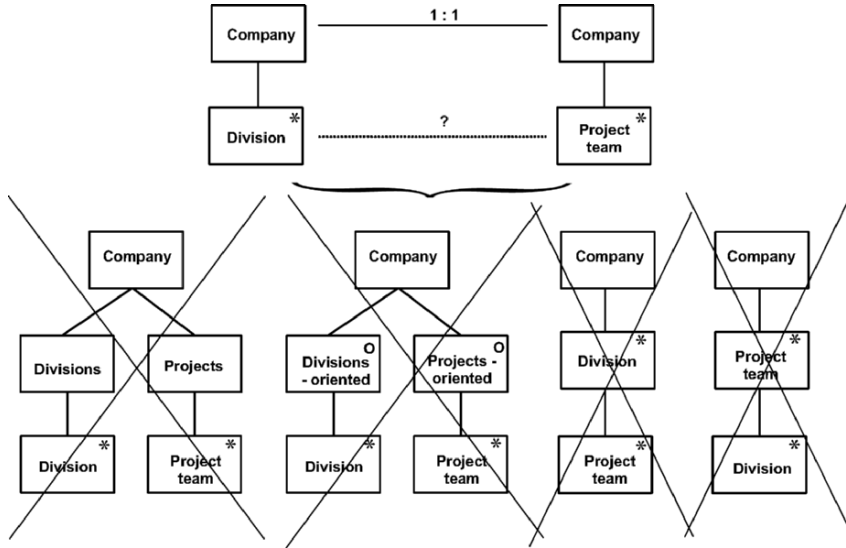 1 : 1
Company
Company
*
*
?
Division
Project
team
Company
Company
Company
Company
O
O
*
*
Divisions
Projects
Divisions
- oriented
Projects -
oriented
Division
Project
team
*
*
*
*
*
*
Division
Project
team
Division
Project
team
Project
team
Division